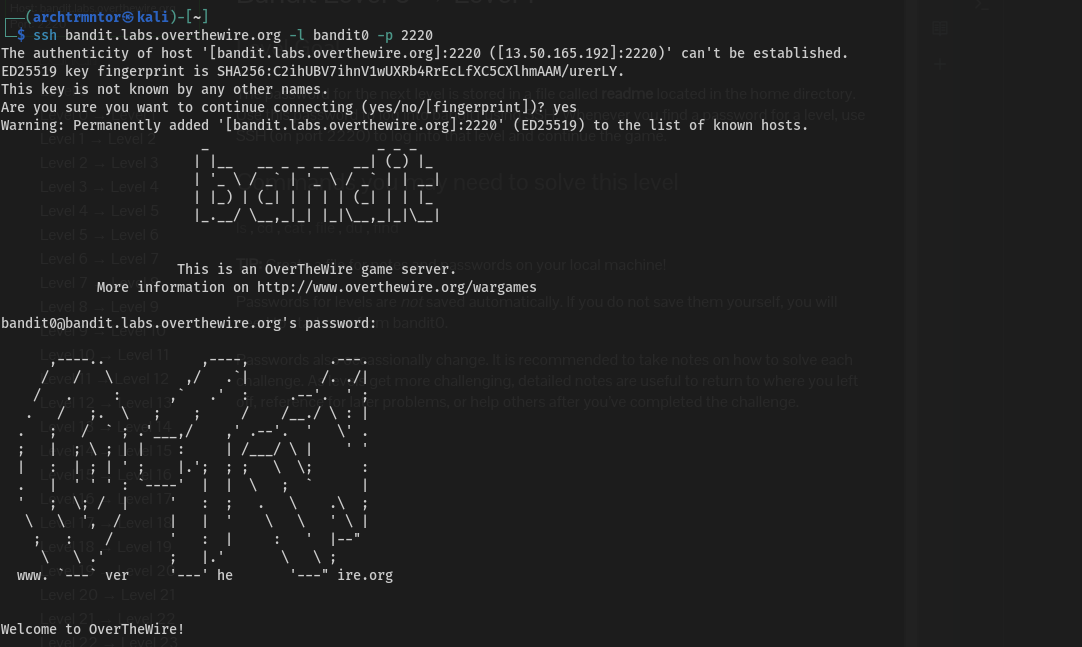 ┌──(archtrmntor㉿kali)-[~]
└─$ ssh bandit.labs.overthewire.org -l bandit0 -p 2220
The authenticity of host '[bandit.labs.overthewire.org]:2220 ([13.50.165.192]:2220)' can't be established.
ED25519 key fingerprint is SHA256:C2ihUBV7ihnV1wUXRb4RrEcLfXC5CXlhmAAM/urerLY.
This key is not known by any other names.
Are you sure you want to continue connecting (yes/no/[fingerprint])? yes
Warning: Permanently added '[bandit.labs.overthewire.org]:2220' (ED25519) to the list of known hosts.
bandit
This is an OverTheWire game server.
More information on http://www.overthewire.org/wargames
bandit0@bandit.labs.overthewire.org's password:
www. ver he ire.org
Welcome to OverTheWire!